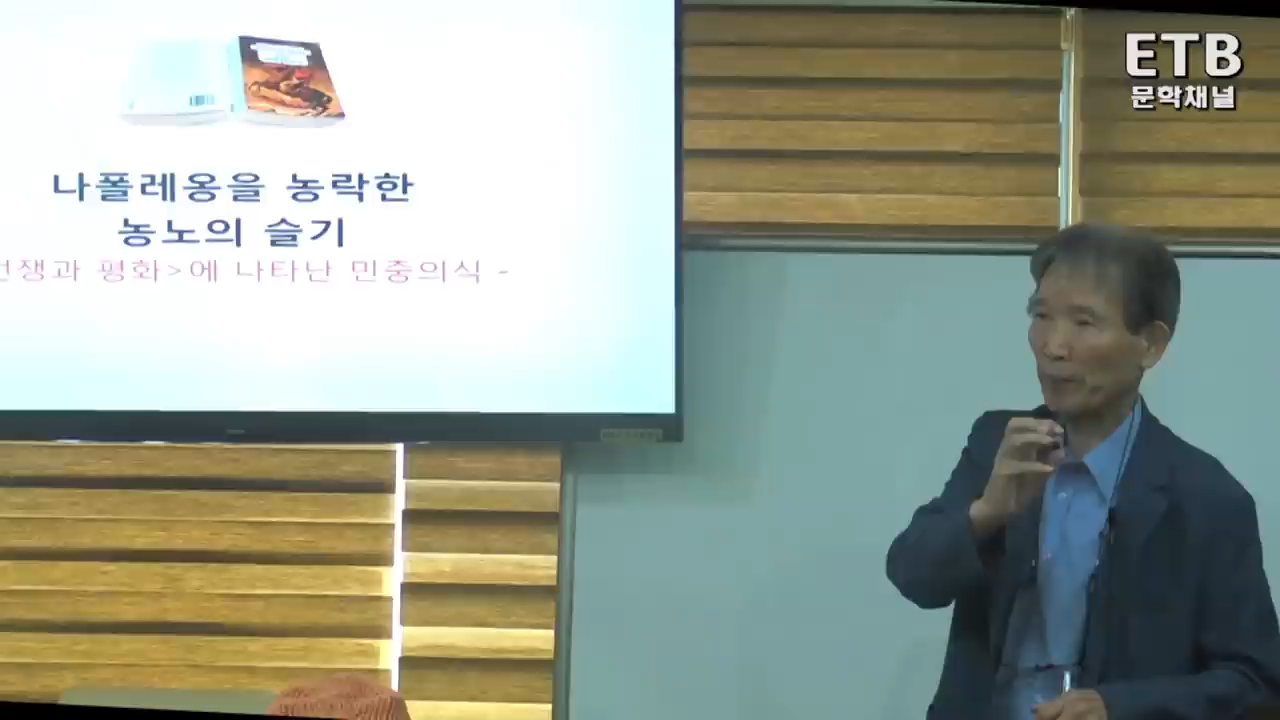 ETB
문학채널
나폴레옹을 농락한
농노의 슬기
전쟁과 평화>에 나타난 민중의식 -